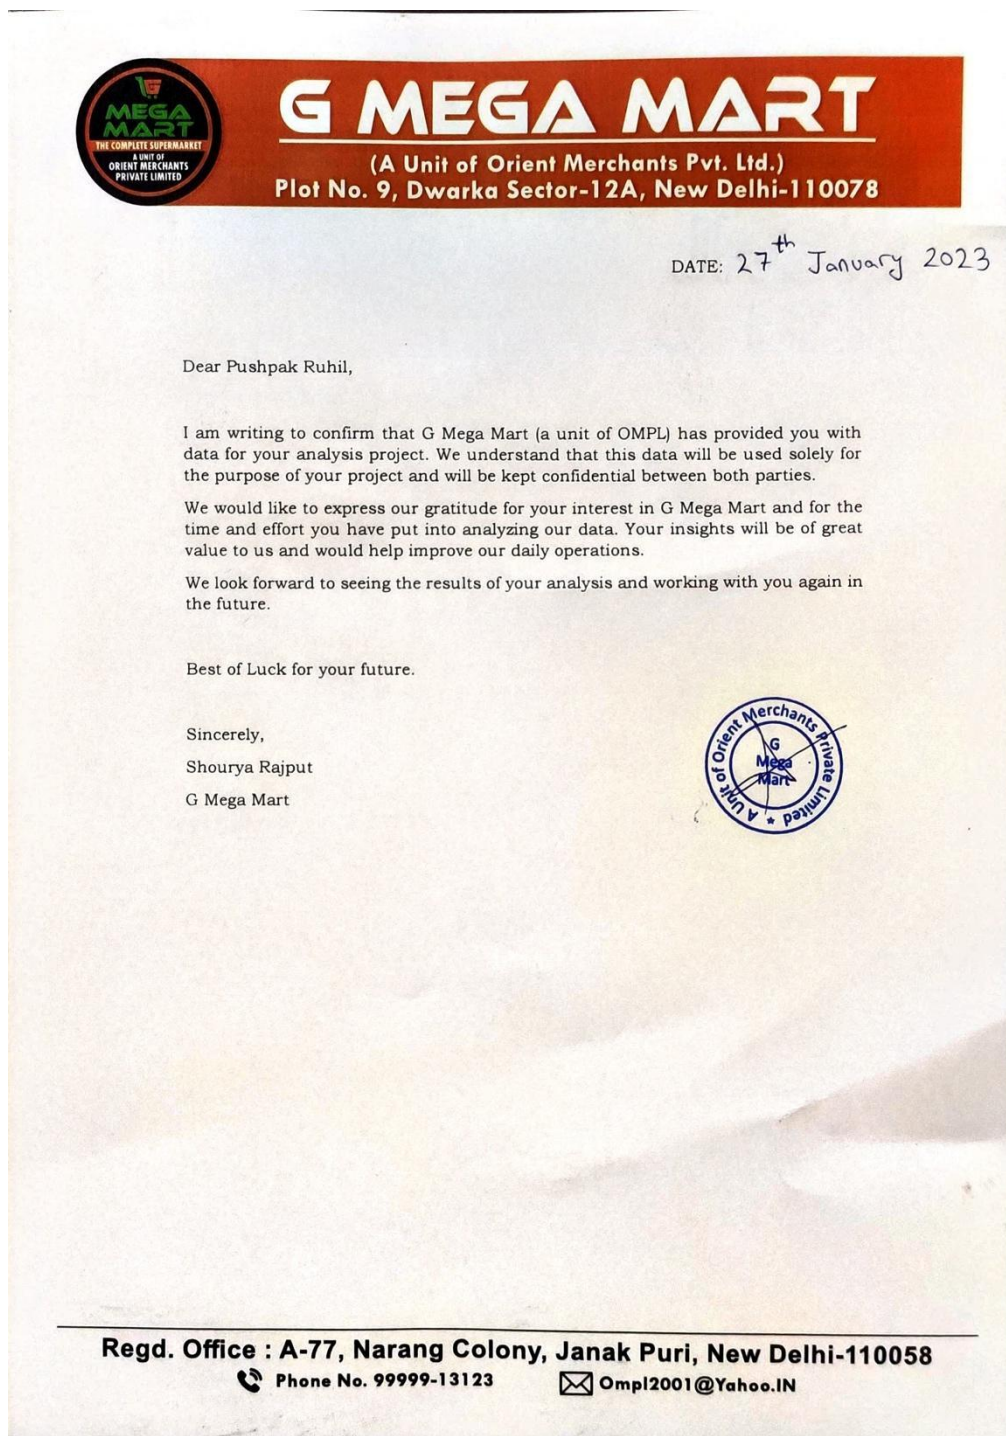 G
MEGA
MART
THE COMPLETE SUPERMARKET
A UNIT OF
ORIENT MERCHANTS
PRIVATE LIMITED
G MEGA MART
(A Unit of Orient Merchants Pvt. Ltd.)
Plot No. 9, Dwarka Sector-12A, New Delhi-110078
DATE: 27th January 2023
Dear Pushpak Ruhil,
I am writing to confirm that G Mega Mart (a unit of OMPL) has provided you with
data for your analysis project. We understand that this data will be used solely for
the purpose of your project and will be kept confidential between both parties.
We would like to express our gratitude for your interest in G Mega Mart and for the
time and effort you have put into analyzing our data. Your insights will be of great
value to us and would help improve our daily operations.
We look forward to seeing the results of your analysis and working with you again in
the future.
Best of Luck for your future.
Sincerely,
Shourya Rajput
G Mega Mart
A Unit of Orient Merchants Private Limited
G
Mega
Mart
Regd. Office : A-77, Narang Colony, Janak Puri, New Delhi-110058
Phone No. 99999-13123 Ompl2001@Yahoo.IN